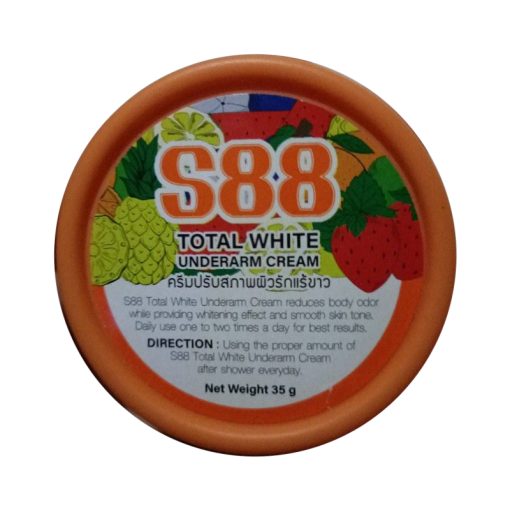 S88
TOTAL WHITE
UNDERARM CREAM
ครีมปรับสภาพผิวรักแร้ขาว
S88 Total White Underarm Cream reduces body odor
while providing whitening effect and smooth skin tone.
Daily use one to two times a day for best results.
DIRECTION : Using the proper amount of
S88 Total White Underarm Cream
after shower everyday.
Net Weight 35 g